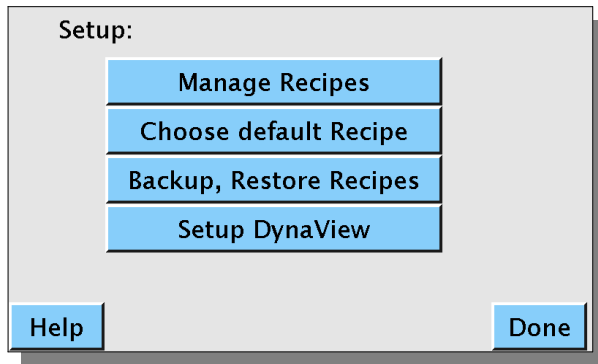 Setup:
Manage Recipes
Choose default Recipe
Backup, Restore Recipes
Setup DynaView
Help
Done